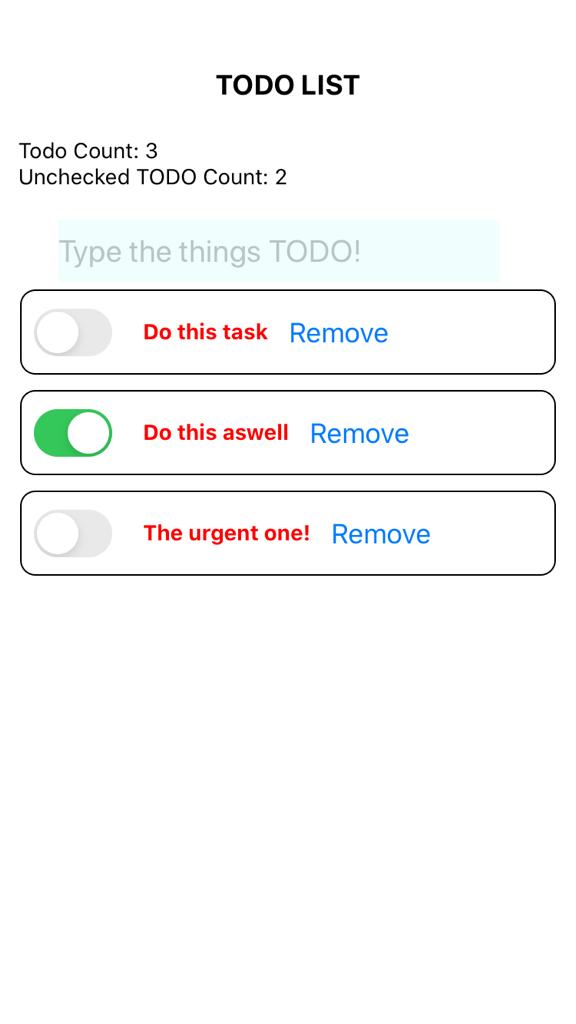 TODO LIST
Todo Count: 3
Unchecked TODO Count: 2
Type the things TODO!
Do this task Remove
Do this aswell Remove
The urgent one! Remove